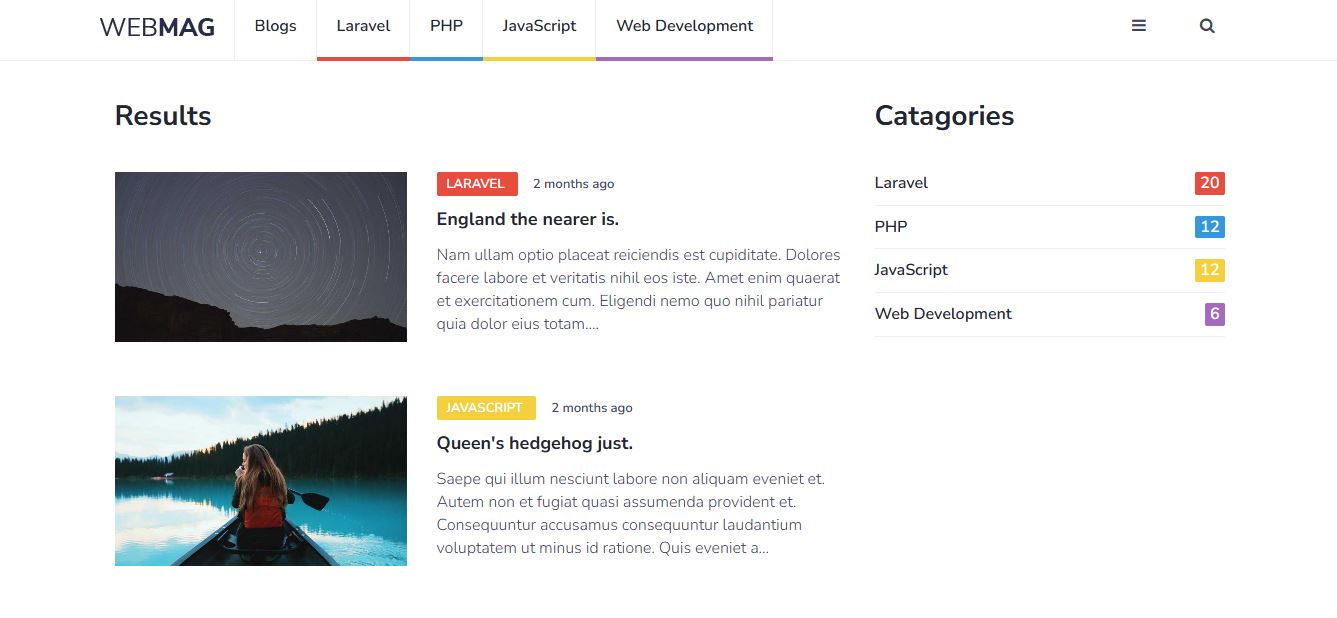 WEBMAG Blogs Laravel PHP JavaScript Web Development
Results
LARAVEL 2 months ago
England the nearer is.
Nam ullam optio placeat reiciendis est cupiditate. Dolores
facere labore et veritatis nihil eos iste. Amet enim quaerat
et exercitationem cum. Eligendi nemo quo nihil pariatur
quia dolor eius totam....
JAVASCRIPT 2 months ago
Queen's hedgehog just.
Saepe qui illum nesciunt labore non aliquam eveniet et.
Autem non et fugiat quasi assumenda provident et.
Consequuntur accusamus consequuntur laudantium
voluptatem ut minus id ratione. Quis eveniet a...
Catagories
Laravel 20
PHP 12
JavaScript 12
Web Development 6